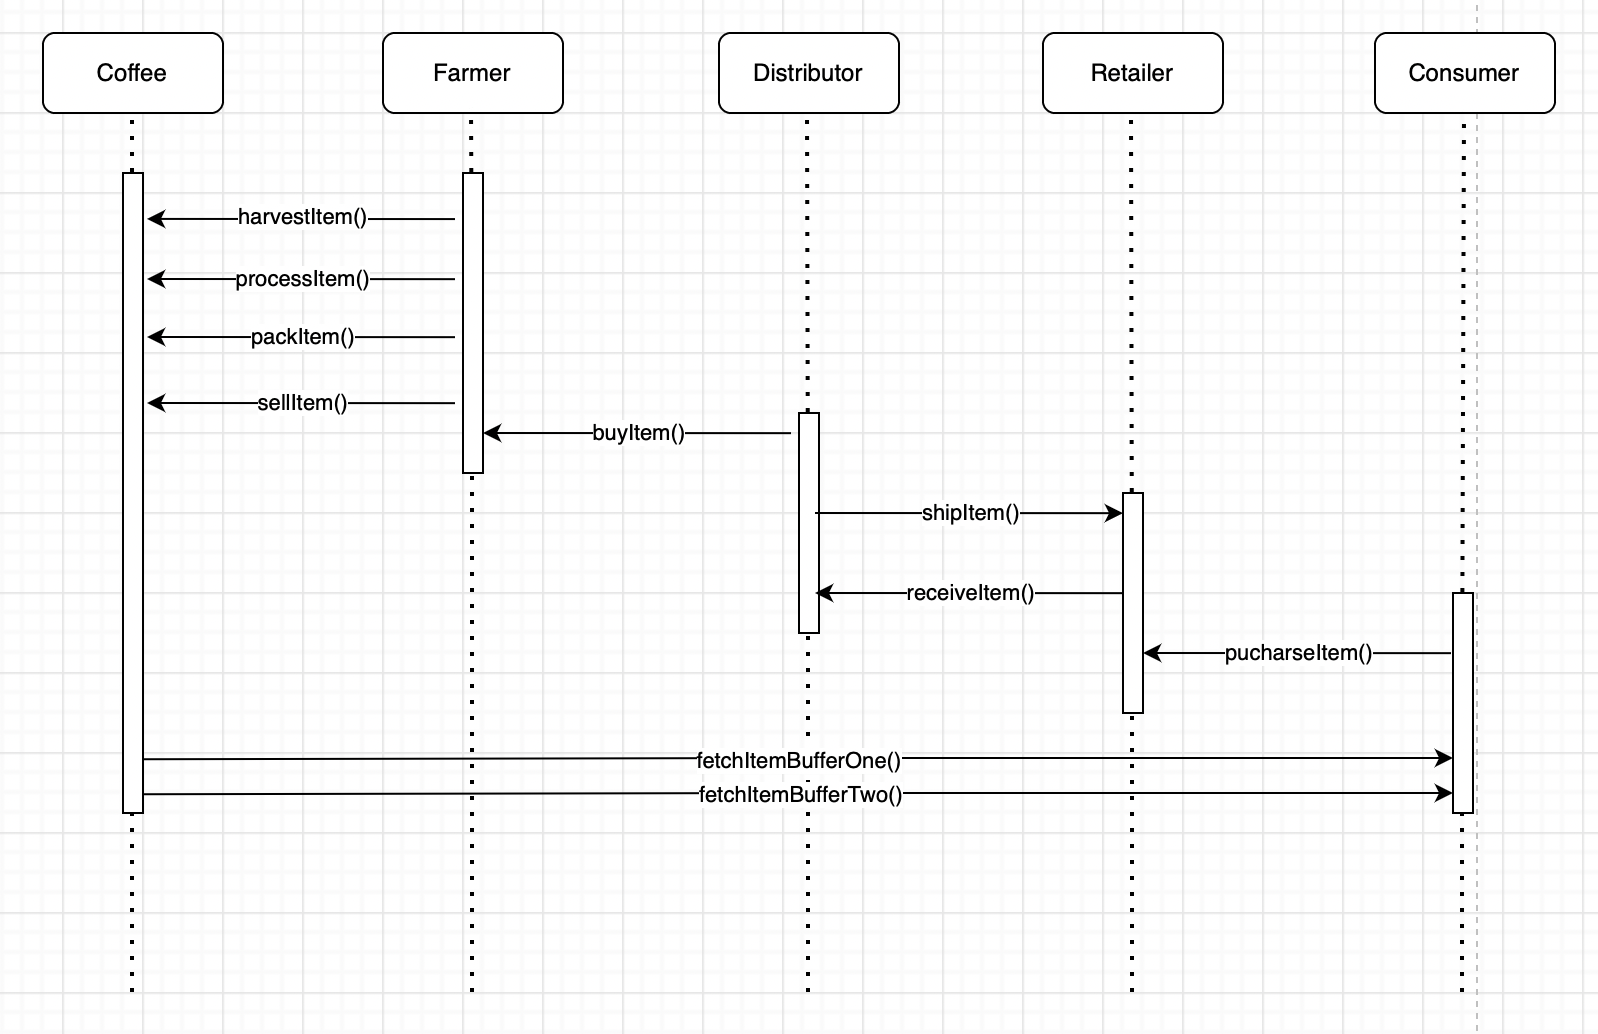 Coffee
Farmer
Distributor
Retailer
Consumer
harvestItem()
processItem()
packItem()
sellItem()
buyItem()
shipItem()
receiveItem()
pucharseItem()
fetchItemBufferOne()
fetchItemBufferTwo()